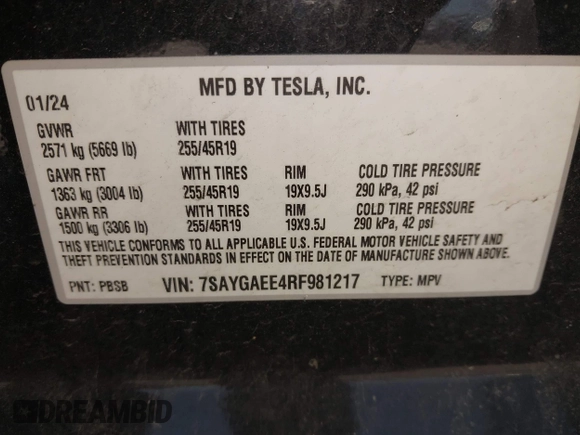 MFD BY TESLA, INC.
01/24
GVWR WITH TIRES
2571 kg (5669 lb) 255/45R19
GAWR FRT WITH TIRES RIM COLD TIRE PRESSURE
1363 kg (3004 lb) 255/45R19 19X9.5J 290 kPa, 42 psi
GAWR RR WITH TIRES RIM COLD TIRE PRESSURE
1500 kg (3306 lb) 255/45R19 19X9.5J 290 kPa, 42 psi
THIS VEHICLE CONFORMS TO ALL APPLICABLE U.S. FEDERAL MOTOR VEHICLE SAFETY AND
THEFT PREVENTION STANDARDS IN EFFECT ON THE DATE OF MANUFACTURE SHOWN ABOVE.
PNT: PBSB VIN: 7SAYGAEE4RF981217 TYPE: MPV
DREAMBID